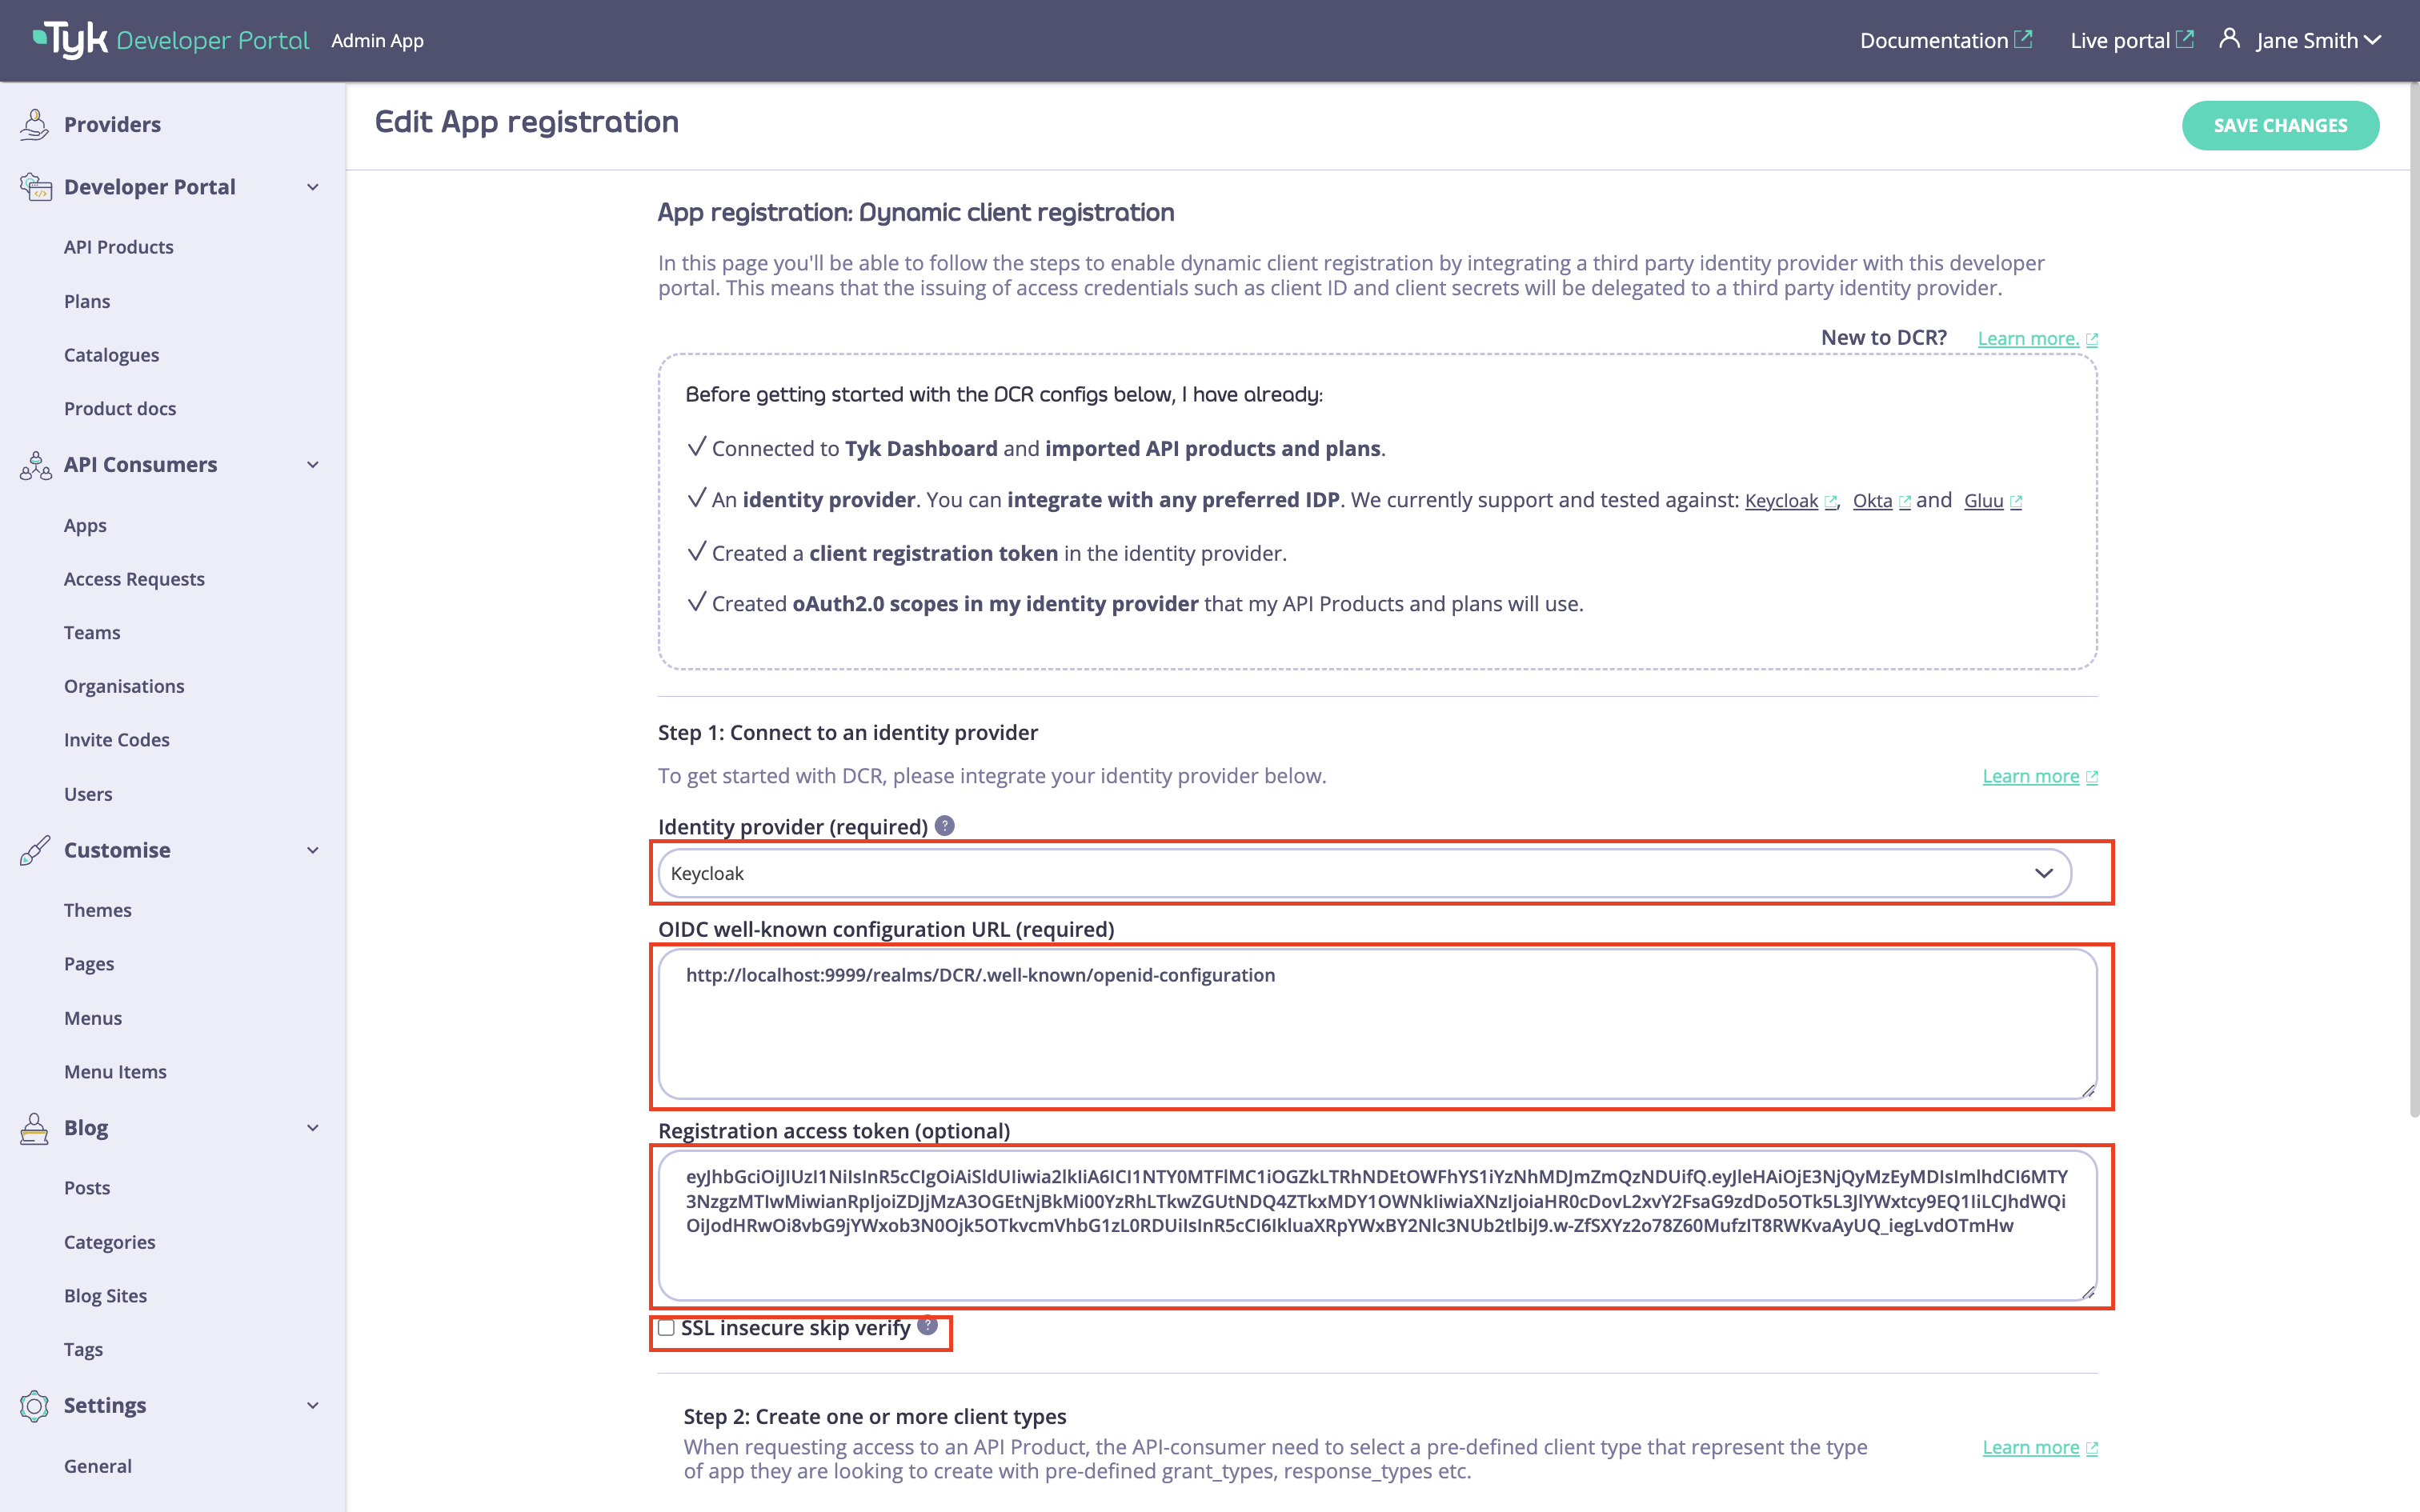 Tyk Developer Portal Admin App
Documentation Live portal Jane Smith
Providers
Developer Portal
API Products
Plans
Catalogues
Product docs
API Consumers
Apps
Access Requests
Teams
Organisations
Invite Codes
Users
Customise
Themes
Pages
Menus
Menu Items
Blog
Posts
Categories
Blog Sites
Tags
Settings
General
Edit App registration
SAVE CHANGES
App registration: Dynamic client registration
In this page you'll be able to follow the steps to enable dynamic client registration by integrating a third party identity provider with this developer
portal. This means that the issuing of access credentials such as client ID and client secrets will be delegated to a third party identity provider.
New to DCR? Learn more.
Before getting started with the DCR configs below, I have already:
Connected to Tyk Dashboard and imported API products and plans.
An identity provider. You can integrate with any preferred IDP. We currently support and tested against: Keycloak, Okta and Gluu
Created a client registration token in the identity provider.
Created oAuth2.0 scopes in my identity provider that my API Products and plans will use.
Step 1: Connect to an identity provider
To get started with DCR, please integrate your identity provider below.
Learn more
Identity provider (required) ?
Keycloak
OIDC well-known configuration URL (required)
http://localhost:9999/realms/DCR/.well-known/openid-configuration
Registration access token (optional)
eyJhbGciOiJIUzI1NiIsInR5cCIgOiAiSldUIiwia2lkIiA6ICI1NTY0MTFlMC1iOGZkLTRhNDEtOWFhYS1iYzNhMDJmZmQzNDUifQ.eyJleHAiOjE3NjQyMzEyMDIsImlhdCI6MTY
3NzgzMTIwMiwianRpIjoiZDJjMzA3OGEtNjBkMi00YzRhLTkwZGUtNDQ4ZTkxMDY1OWNkIiwiaXNzIjoiaHR0cDovL2xvY2FsaG9zdDo5OTk5L3JlYWxtcy9EQ1IiLCJhdWQi
OiJodHRwOi8vbG9jYWxob3N0Ojk5OTkvcmVhbG1zL0RDUiIsInR5cCI6IkluaXRpYWxBY2Nlc3NUb2tlbiJ9.w-ZfSXYz2o78Z60MufzIT8RWKvaAyUQ_iegLvdOTmHw
SSL insecure skip verify ?
Step 2: Create one or more client types
When requesting access to an API Product, the API-consumer need to select a pre-defined client type that represent the type
of app they are looking to create with pre-defined grant_types, response_types etc.
Learn more